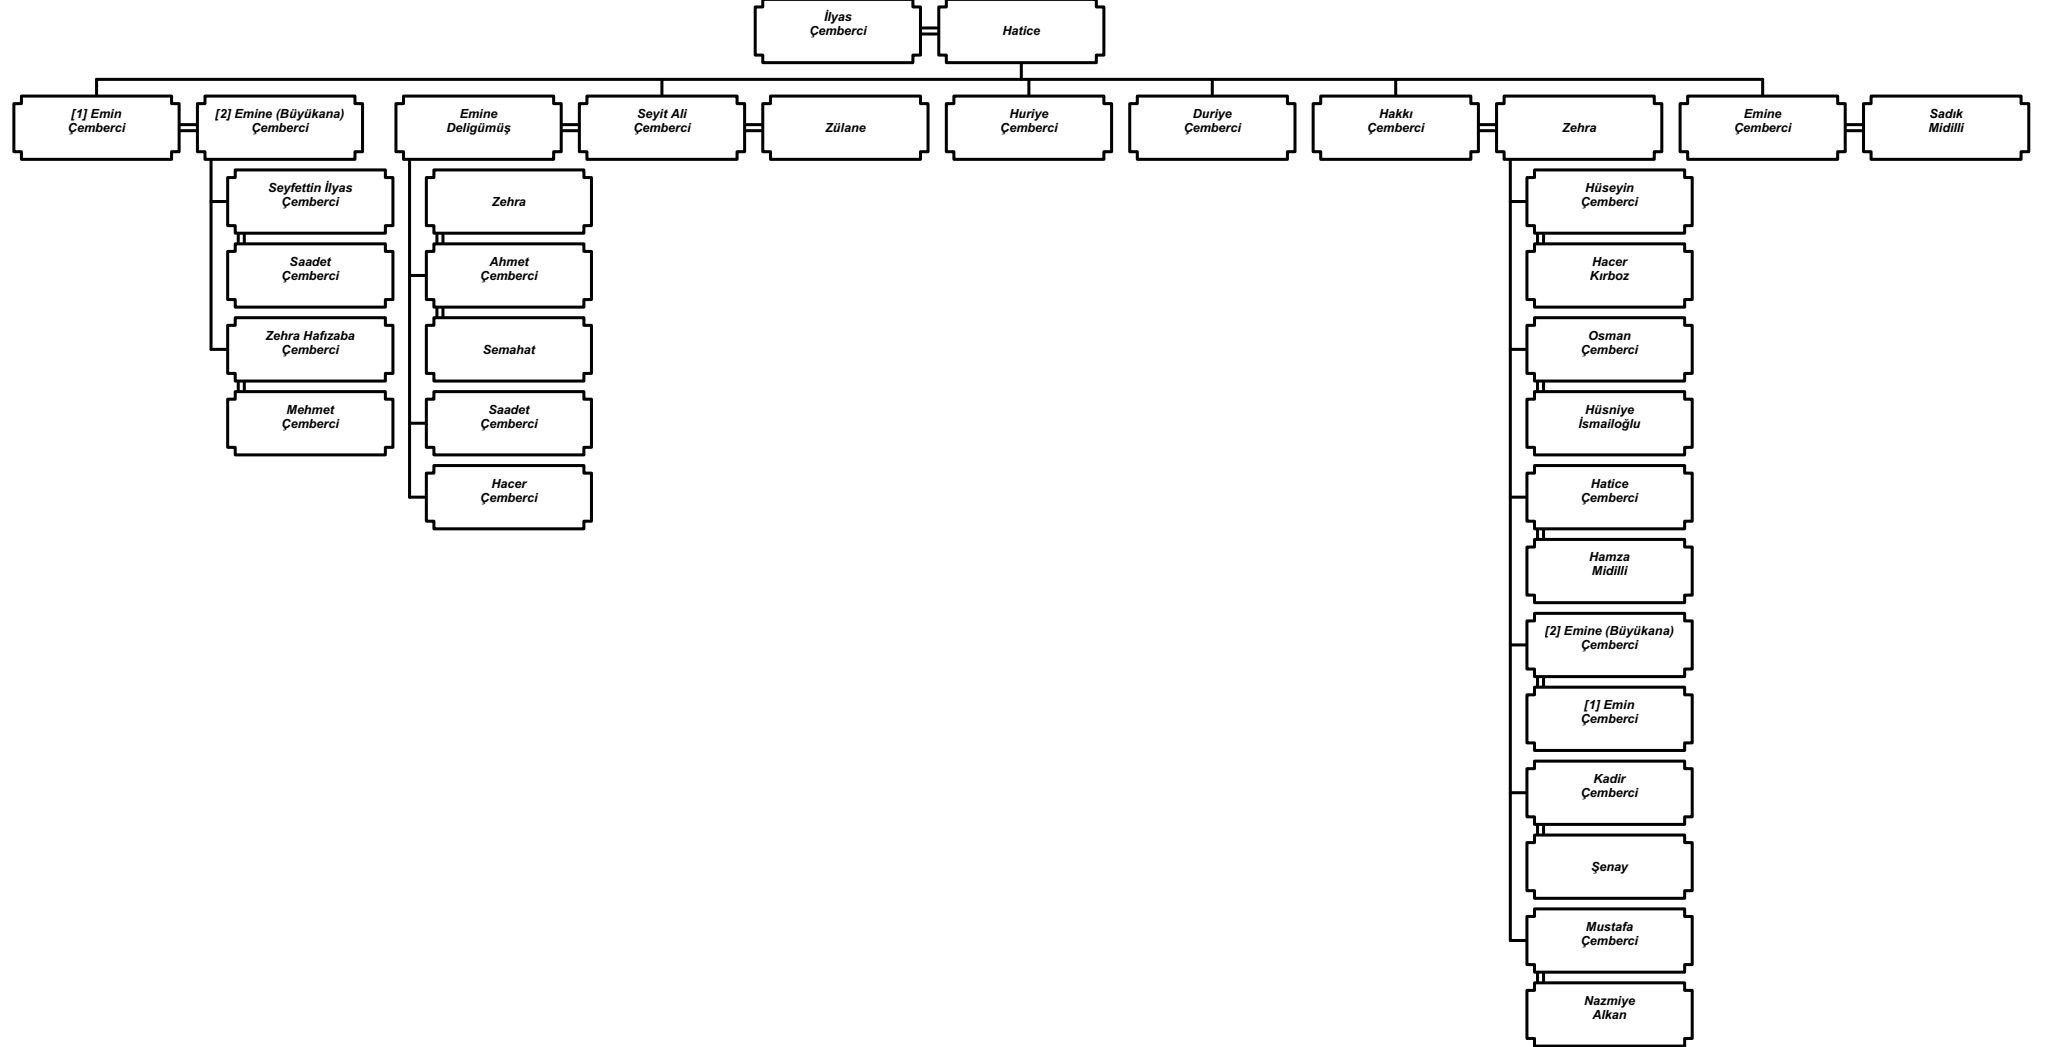 İlyas
Çemberci
Hatice
[1] Emin
Çemberci
[2] Emine (Büyükana)
Çemberci
Emine
Deligümüş
Seyit Ali
Çemberci
Zülane
Huriye
Çemberci
Duriye
Çemberci
Hakkı
Çemberci
Zehra
Emine
Çemberci
Sadık
Midilli
Seyfettin İlyas
Çemberci
Saadet
Çemberci
Zehra Hafızaba
Çemberci
Mehmet
Çemberci
Zehra
Ahmet
Çemberci
Semahat
Saadet
Çemberci
Hacer
Çemberci
Hüseyin
Çemberci
Hacer
Kırboz
Osman
Çemberci
Hüsniye
İsmailoğlu
Hatice
Çemberci
Hamza
Midilli
[2] Emine (Büyükana)
Çemberci
[1] Emin
Çemberci
Kadir
Çemberci
Şenay
Mustafa
Çemberci
Nazmiye
Alkan